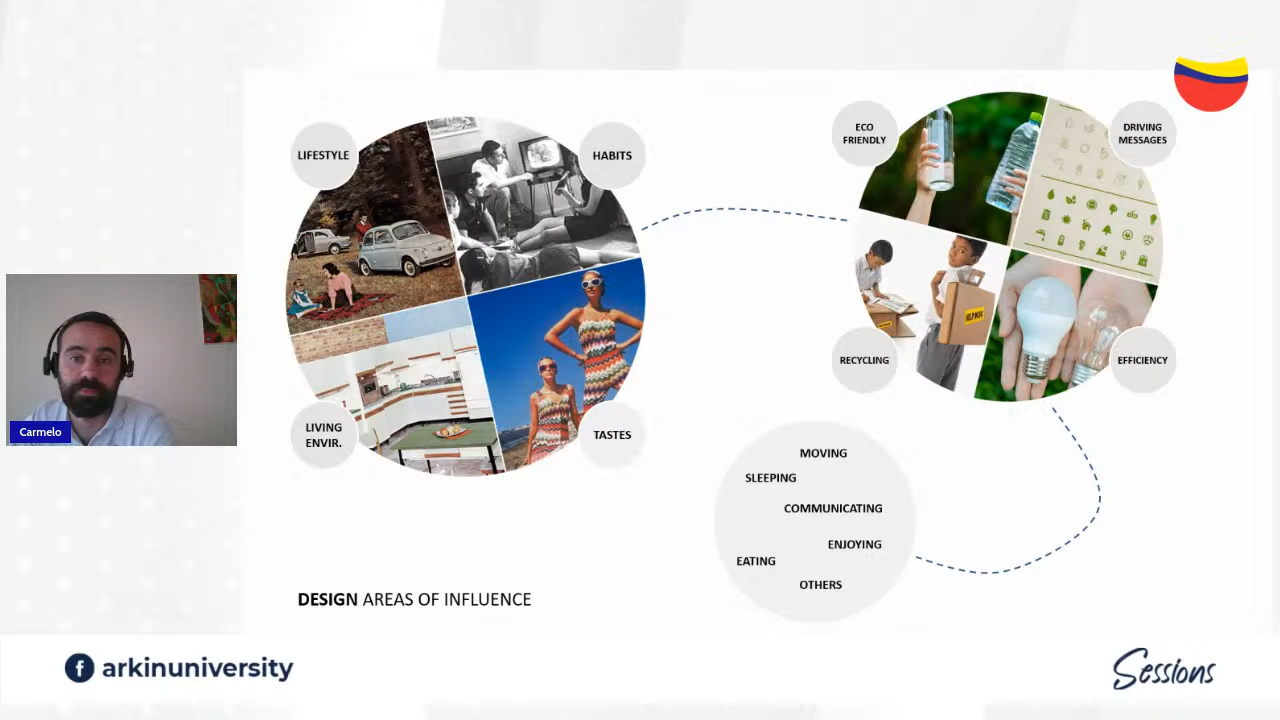 LIFESTYLE
HABITS
LIVING
ENVIR.
TASTES
ECO
FRIENDLY
DRIVING
MESSAGES
RECYCLING
EFFICIENCY
MOVING
SLEEPING
COMMUNICATING
ENJOYING
EATING
OTHERS
DESIGN AREAS OF INFLUENCE
Carmelo
arkinuniversity
Sessions